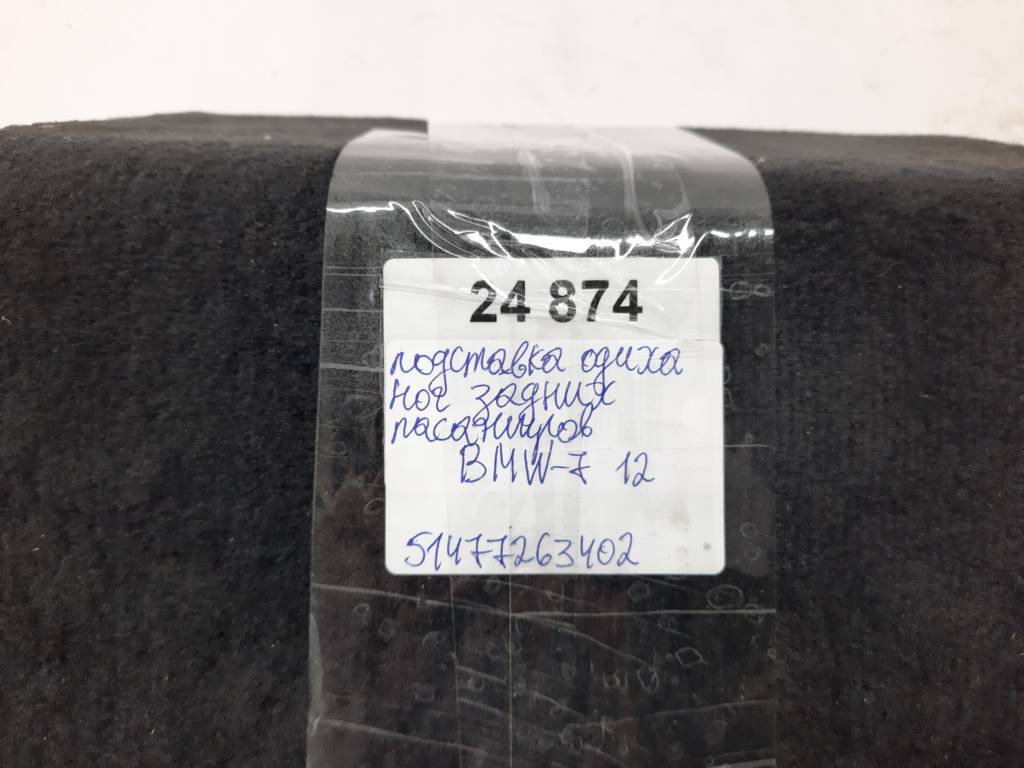 24 874
подставка одиха
ног задних
пасажиров
BMW-7 12
51477263402